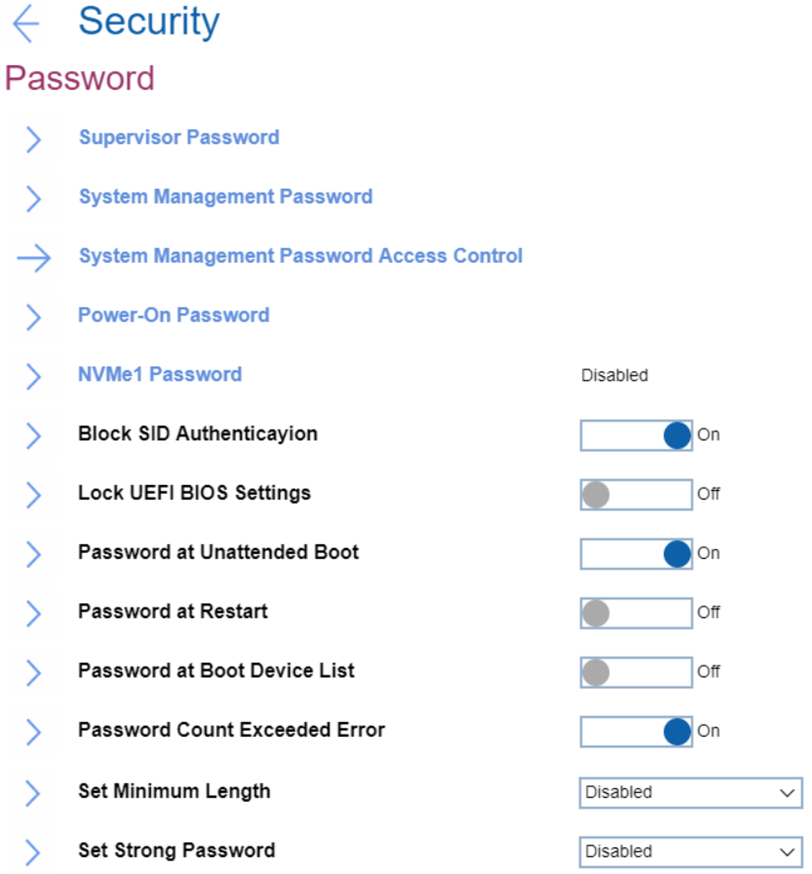 Security
Password
Supervisor Password
System Management Password
System Management Password Access Control
Power-On Password
NVMe1 Password Disabled
Block SID Authenticayion On
Lock UEFI BIOS Settings Off
Password at Unattended Boot On
Password at Restart Off
Password at Boot Device List Off
Password Count Exceeded Error On
Set Minimum Length Disabled
Set Strong Password Disabled